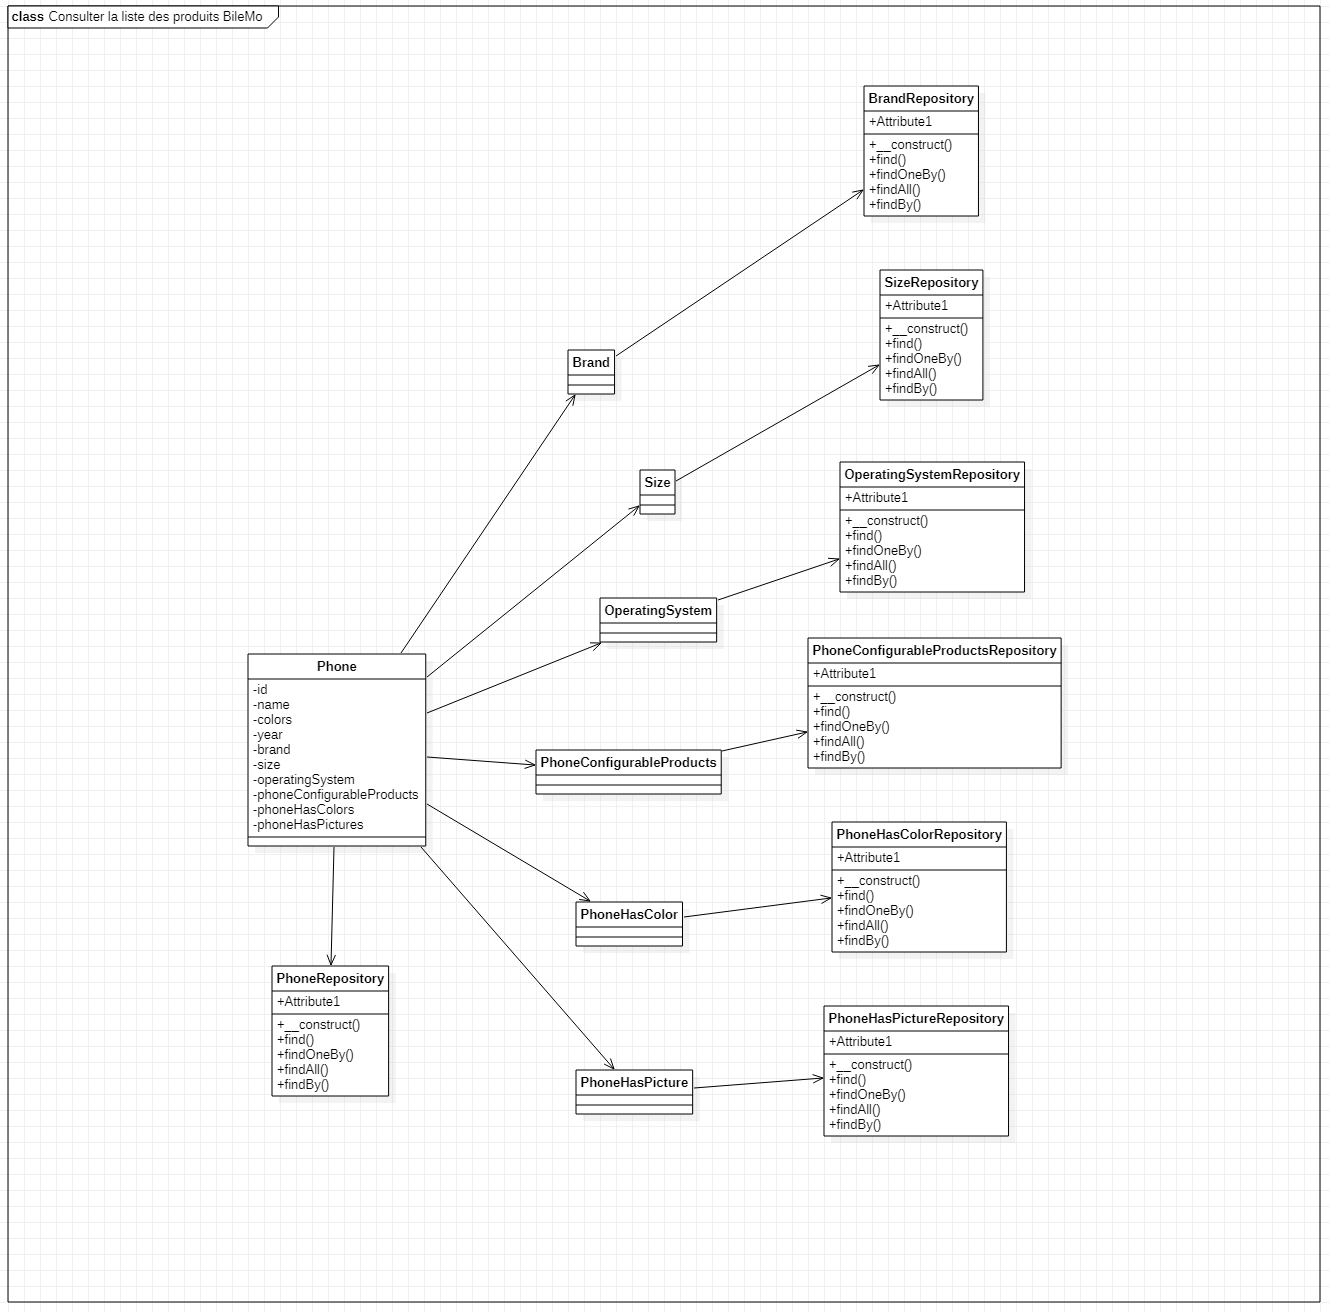 class Consulter la liste des produits BileMo
BrandRepository
+Attribute1
+__construct()
+find()
+findOneBy()
+findAll()
+findBy()
SizeRepository
+Attribute1
+__construct()
+find()
+findOneBy()
+findAll()
+findBy()
Brand
Size
OperatingSystemRepository
+Attribute1
+__construct()
+find()
+findOneBy()
+findAll()
+findBy()
OperatingSystem
PhoneConfigurableProductsRepository
+Attribute1
+__construct()
+find()
+findOneBy()
+findAll()
+findBy()
Phone
-id
-name
-colors
-year
-brand
-size
-operatingSystem
-phoneConfigurableProducts
-phoneHasColors
-phoneHasPictures
PhoneConfigurableProducts
PhoneHasColorRepository
+Attribute1
+__construct()
+find()
+findOneBy()
+findAll()
+findBy()
PhoneHasColor
PhoneRepository
+Attribute1
+__construct()
+find()
+findOneBy()
+findAll()
+findBy()
PhoneHasPictureRepository
+Attribute1
+__construct()
+find()
+findOneBy()
+findAll()
+findBy()
PhoneHasPicture